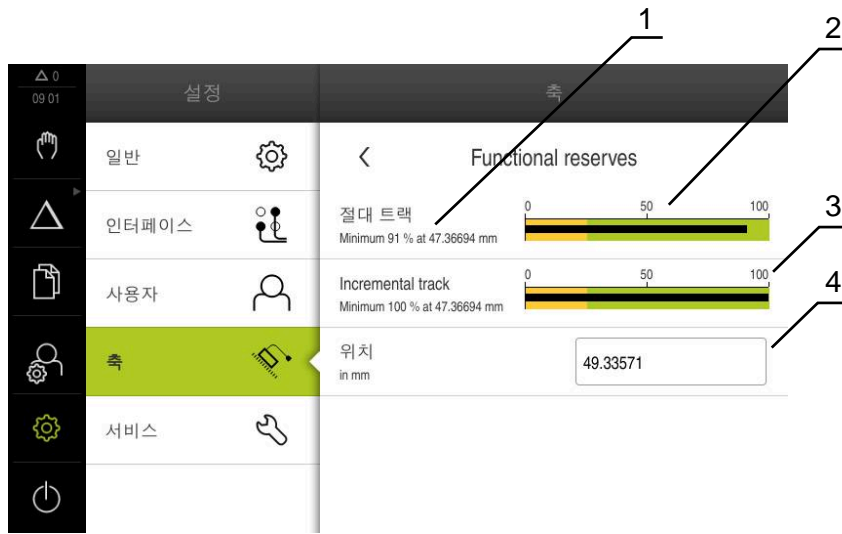 1
2
△ 0
09 01
설정
축
일반
Functional reserves
절대 트랙
Minimum 91 % at 47.36694 mm
0 50 100
3
인터페이스
Incremental track
Minimum 100 % at 47.36694 mm
0 50 100
4
사용자
위치
in mm
49.33571
축
서비스